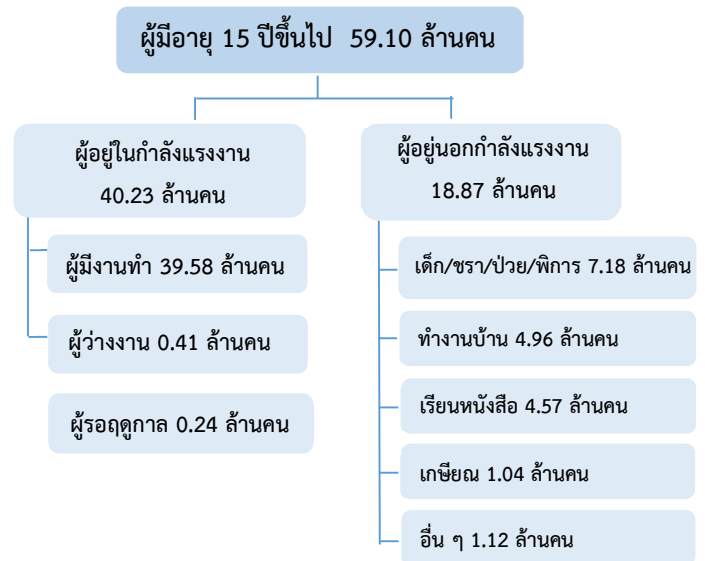 ผู้มีอายุ 15 ปีขึ้นไป 59.10 ล้านคน
ผู้อยู่ในกำลังแรงงาน
40.23 ล้านคน
ผู้มีงานทำ 39.58 ล้านคน
ผู้ว่างงาน 0.41 ล้านคน
ผู้รอฤดูกาล 0.24 ล้านคน
ผู้อยู่นอกกำลังแรงงาน
18.87 ล้านคน
เด็ก/ชรา/ป่วย/พิการ 7.18 ล้านคน
ทำงานบ้าน 4.96 ล้านคน
เรียนหนังสือ 4.57 ล้านคน
เกษียณ 1.04 ล้านคน
อื่น ๆ 1.12 ล้านคน